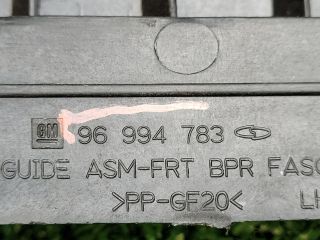 GM 96 994 783
GUIDE ASM-FRT BPR FASC
>PP-GF20< LH